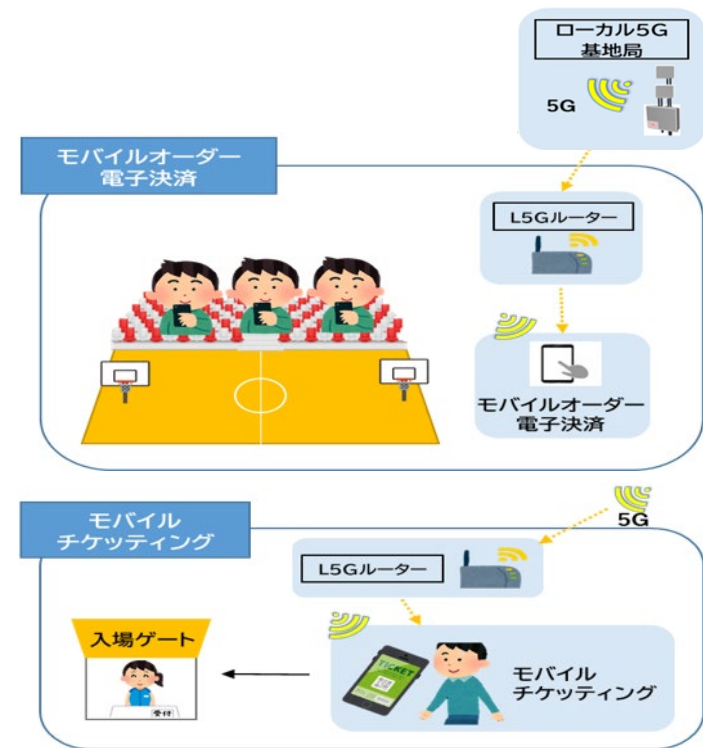 ローカル5G
基地局
5G
モバイルオーダー
電子決済
L5Gルーター
モバイルオーダー
電子決済
5G
モバイル
チケッティング
L5Gルーター
入場ゲート
受付
TICKET
モバイル
チケッティング